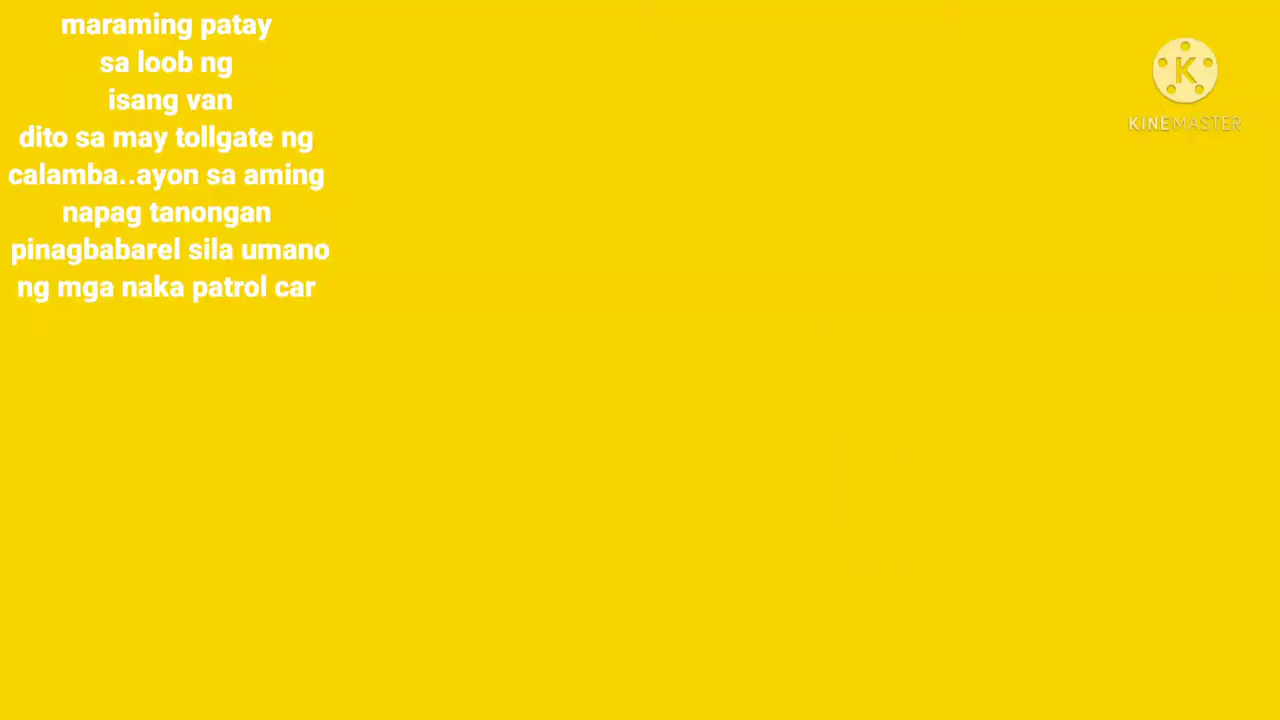 maraming patay
sa loob ng
isang van
dito sa may tollgate ng
calamba..ayon sa aming
napag tanongan
pinagbabarel sila umano
ng mga naka patrol car
K
KINEMASTER